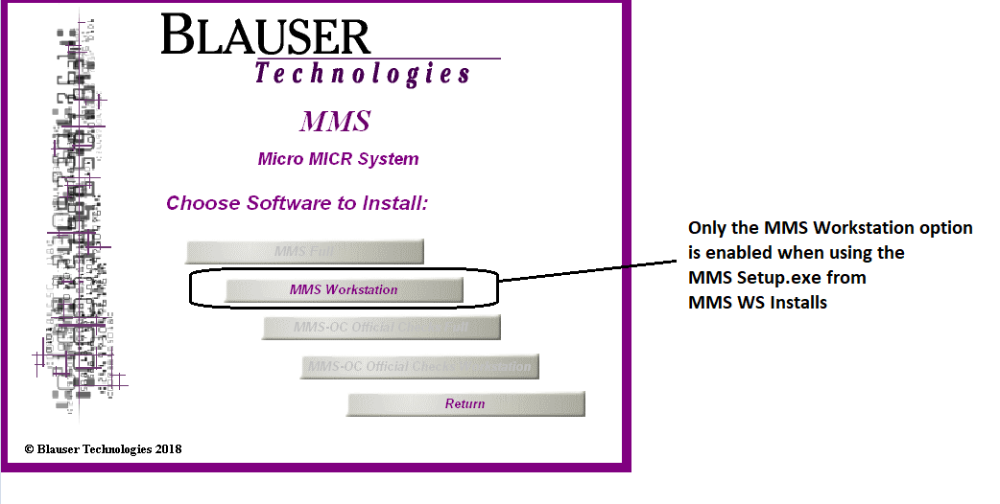 BLAUSER
Technologies
MMS
Micro MICR System
Choose Software to Install:
MMS Full
MMS Workstation
MMS-OC Official Checks Full
MMS-OC Official Checks Workstation
Return
© Blauser Technologies 2018
Only the MMS Workstation option
is enabled when using the
MMS Setup.exe from
MMS WS Installs